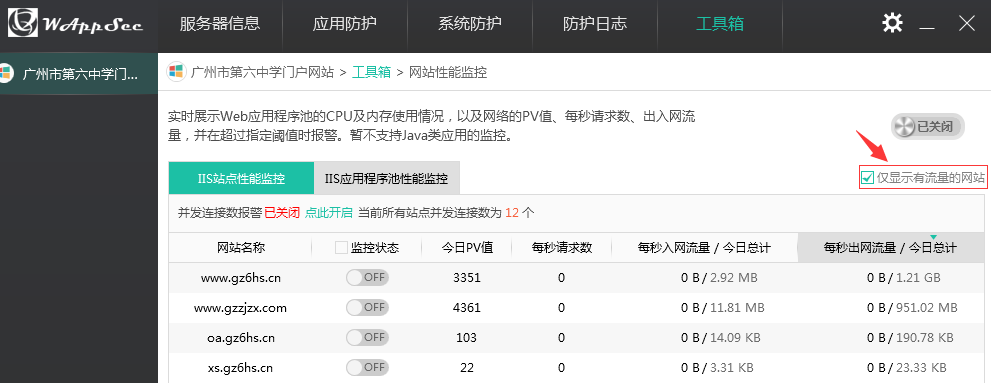 WAppSec 服务器信息 应用防护 系统防护 防护日志 工具箱
广州市第六中学门...
广州市第六中学门户网站 > 工具箱 > 网站性能监控
实时展示Web应用程序池的CPU及内存使用情况，以及网络的PV值、每秒请求数、出入网流
量，并在超过指定阈值时报警。暂不支持Java类应用的监控。
已关闭
IIS站点性能监控 IIS应用程序池性能监控
仅显示有流量的网站
并发连接数报警 已关闭 点此开启 当前所有站点并发连接数为 12 个
网站名称 监控状态 今日PV值 每秒请求数 每秒入网流量 / 今日总计 每秒出网流量 / 今日总计
www.gz6hs.cn OFF 3351 0 0 B / 2.92 MB 0 B / 1.21 GB
www.gzzjzx.com OFF 4361 0 0 B / 11.81 MB 0 B / 951.02 MB
oa.gz6hs.cn OFF 103 0 0 B / 14.09 KB 0 B / 190.78 KB
xs.gz6hs.cn OFF 22 0 0 B / 3.31 KB 0 B / 23.33 KB